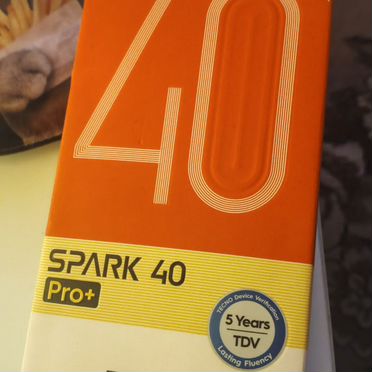 40
SPARK 40
Pro+
TECNO Device Verification
5 Years
TDV
Lasting Fluency